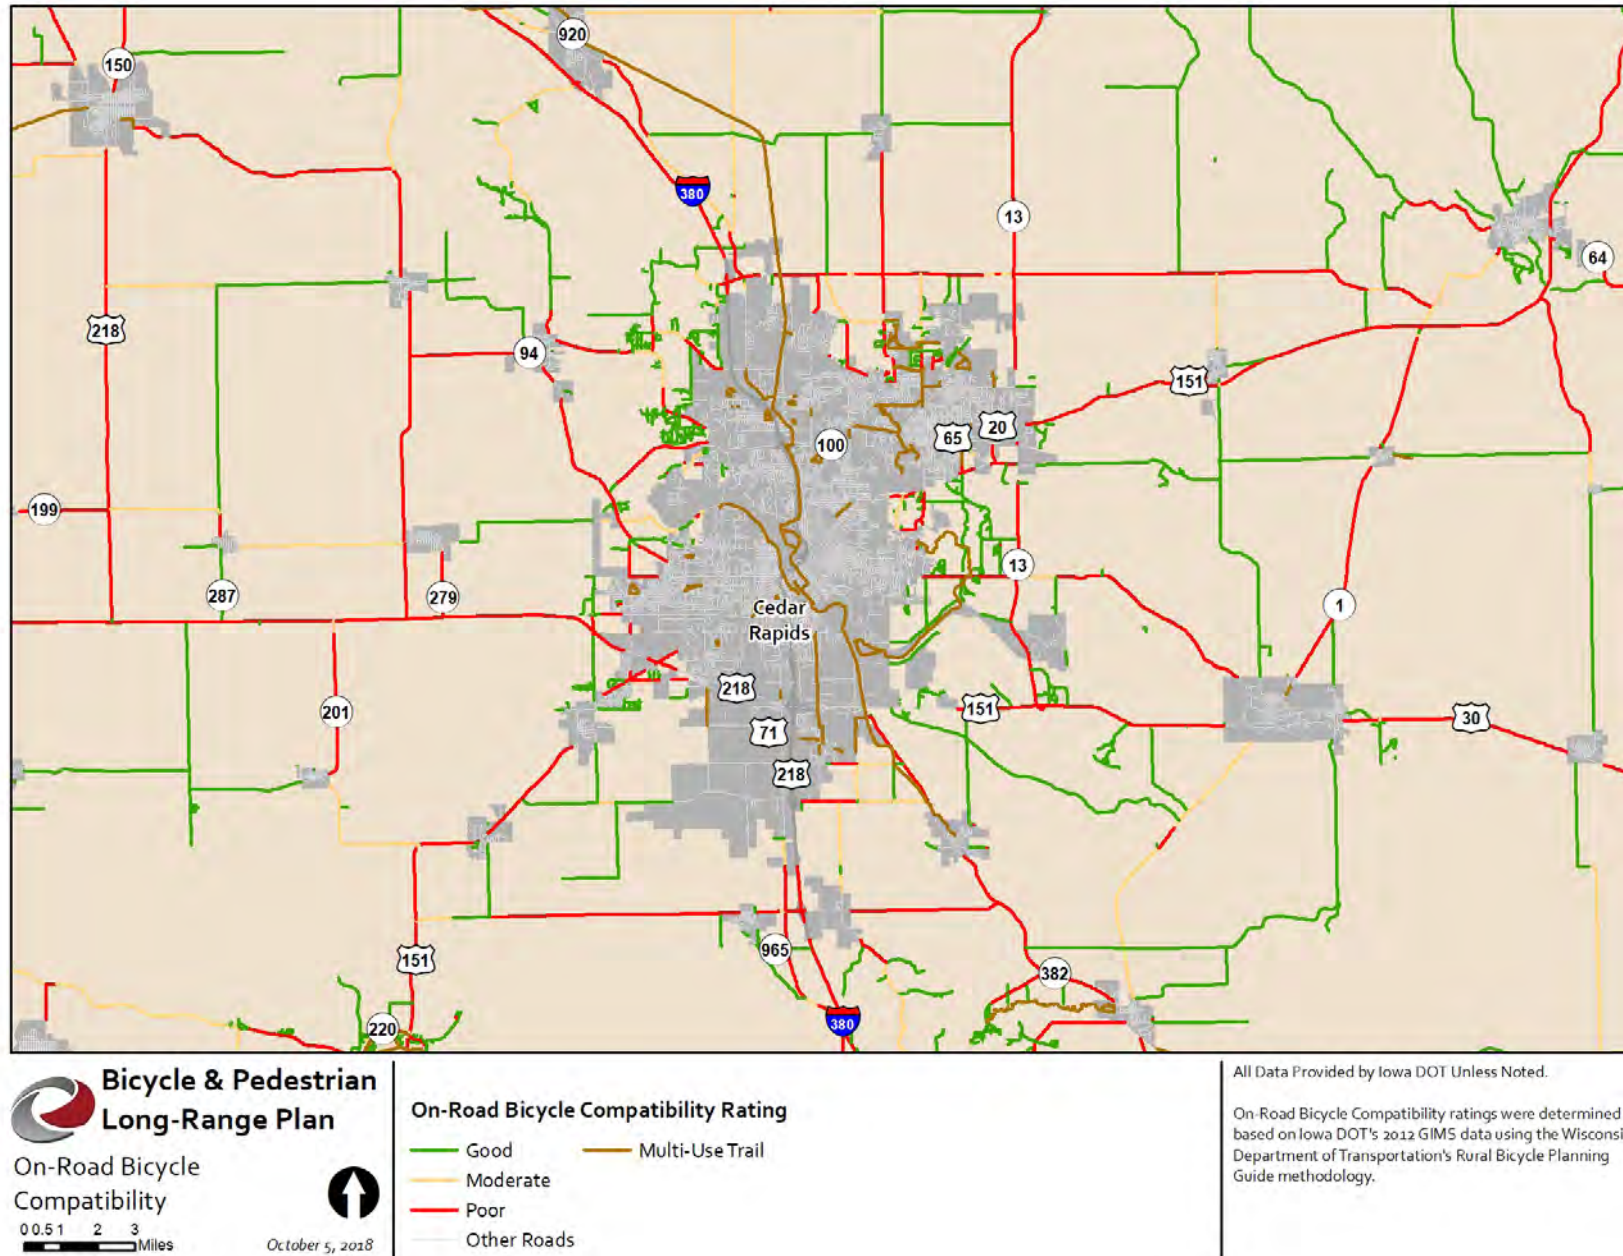 920
150
380
13
64
218
94
151
65
20
100
199
13
287
279
1
Cedar
Rapids
201
218
151
30
71
218
965
151
382
220
380
Bicycle & Pedestrian
Long-Range Plan
On-Road Bicycle
Compatibility
0 0.5 1 2 3
Miles
October 5, 2018
On-Road Bicycle Compatibility Rating
Good
Multi-Use Trail
Moderate
Poor
Other Roads
All Data Provided by Iowa DOT Unless Noted.
On-Road Bicycle Compatibility ratings were determined
based on Iowa DOT's 2012 GIMS data using the Wisconsi
Department of Transportation's Rural Bicycle Planning
Guide methodology.